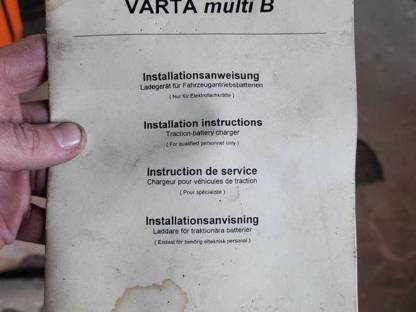 VARTA multi B
Installationsanweisung
Ladegerät für Fahrzeugantriebsbatterien
( Nur für Elektrofachkräfte )
Installation instructions
Traction-battery charger
( For qualified personnel only )
Instruction de service
Chargeur pour véhicules de traction
( Pour spécialiste )
Installationsanvisning
Laddare för traktionära batterier
( Endast för behörig elteknisk personal )